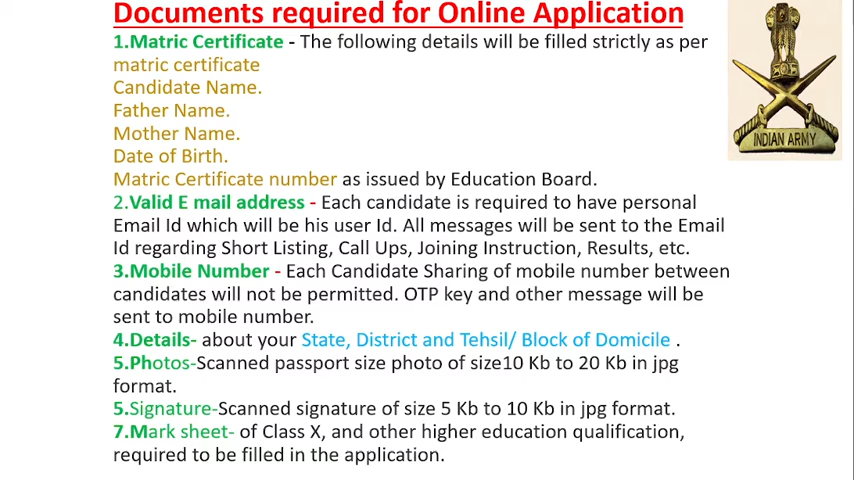 Documents required for Online Application
1.Matric Certificate - The following details will be filled strictly as per
matric certificate
Candidate Name.
Father Name.
Mother Name.
Date of Birth.
Matric Certificate number as issued by Education Board.
2.Valid E mail address - Each candidate is required to have personal
Email Id which will be his user Id. All messages will be sent to the Email
Id regarding Short Listing, Call Ups, Joining Instruction, Results, etc.
3.Mobile Number - Each Candidate Sharing of mobile number between
candidates will not be permitted. OTP key and other message will be
sent to mobile number.
4.Details- about your State, District and Tehsil/ Block of Domicile .
5.Photos-Scanned passport size photo of size10 Kb to 20 Kb in jpg
format.
5.Signature-Scanned signature of size 5 Kb to 10 Kb in jpg format.
7.Mark sheet- of Class X, and other higher education qualification,
required to be filled in the application.
INDIAN ARMY